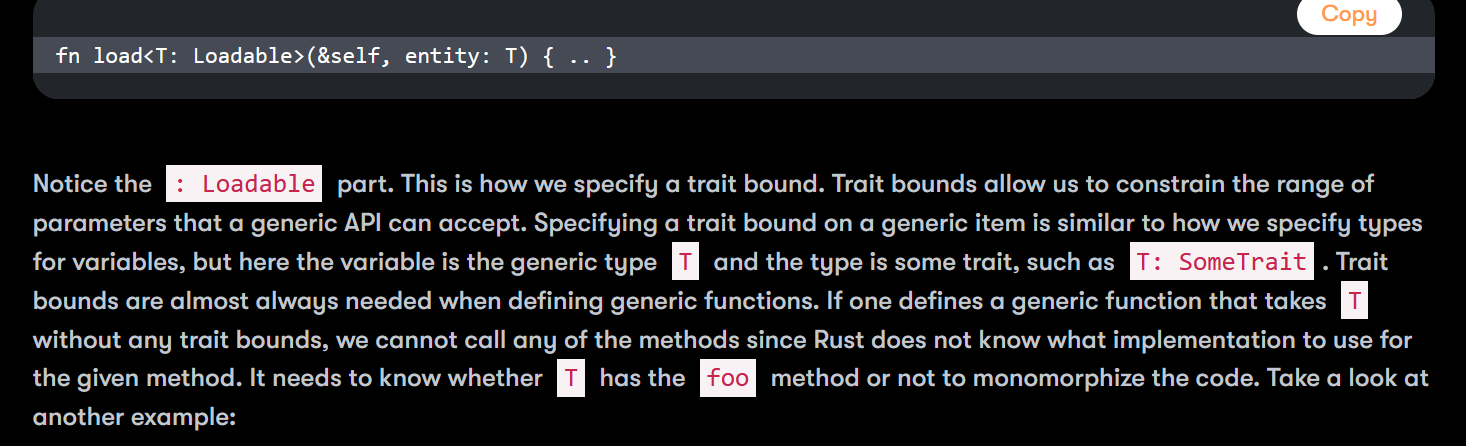 Copy
fn load<T: Loadable>(&self, entity: T) { .. }
Notice the : Loadable part. This is how we specify a trait bound. Trait bounds allow us to constrain the range of
parameters that a generic API can accept. Specifying a trait bound on a generic item is similar to how we specify types
for variables, but here the variable is the generic type T and the type is some trait, such as T: SomeTrait . Trait
bounds are almost always needed when defining generic functions. If one defines a generic function that takes T
without any trait bounds, we cannot call any of the methods since Rust does not know what implementation to use for
the given method. It needs to know whether T has the foo method or not to monomorphize the code. Take a look at
another example: